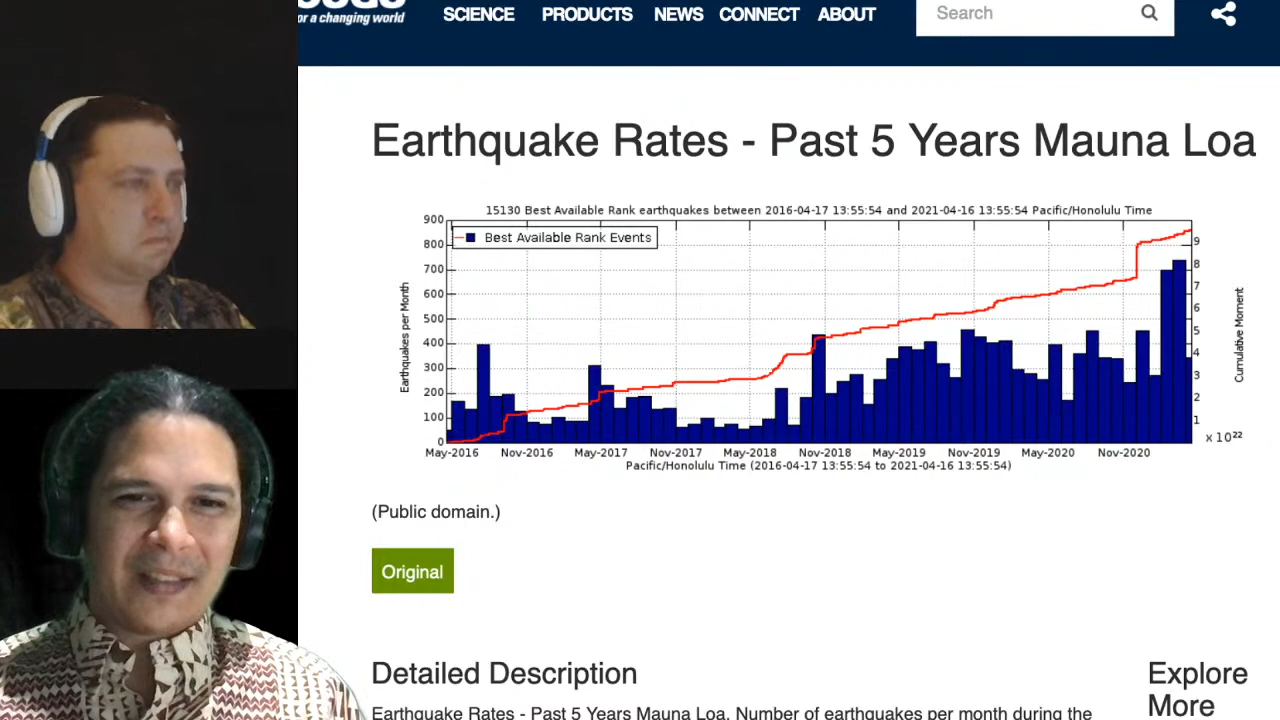 or a changing world
SCIENCE PRODUCTS NEWS CONNECT ABOUT
Search
Earthquake Rates - Past 5 Years Mauna Loa
15130 Best Available Rank earthquakes between 2016-04-17 13:55:54 and 2021-04-16 13:55:54 Pacific/Honolulu Time
Best Available Rank Events
Earthquakes per Month
900
800
700
600
500
400
300
200
100
0
9
8
7
6
5
4
3
2
1
x 10²²
Cumulative Moment
May-2016 Nov-2016 May-2017 Nov-2017 May-2018 Nov-2018 May-2019 Nov-2019 May-2020 Nov-2020
Pacific/Honolulu Time (2016-04-17 13:55:54 to 2021-04-16 13:55:54)
(Public domain.)
Original
Detailed Description
Earthquake Rates - Past 5 Years Mauna Loa. Number of earthquakes per month during the
Explore
More